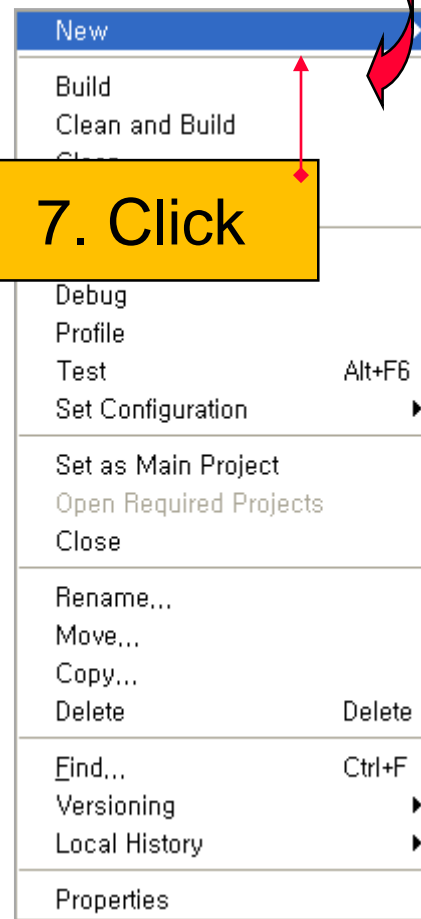 New
Build
Clean and Build
7. Click
Debug
Profile
Test Alt+F6
Set Configuration
Set as Main Project
Open Required Projects
Close
Rename...
Move...
Copy...
Delete Delete
Find... Ctrl+F
Versioning
Local History
Properties